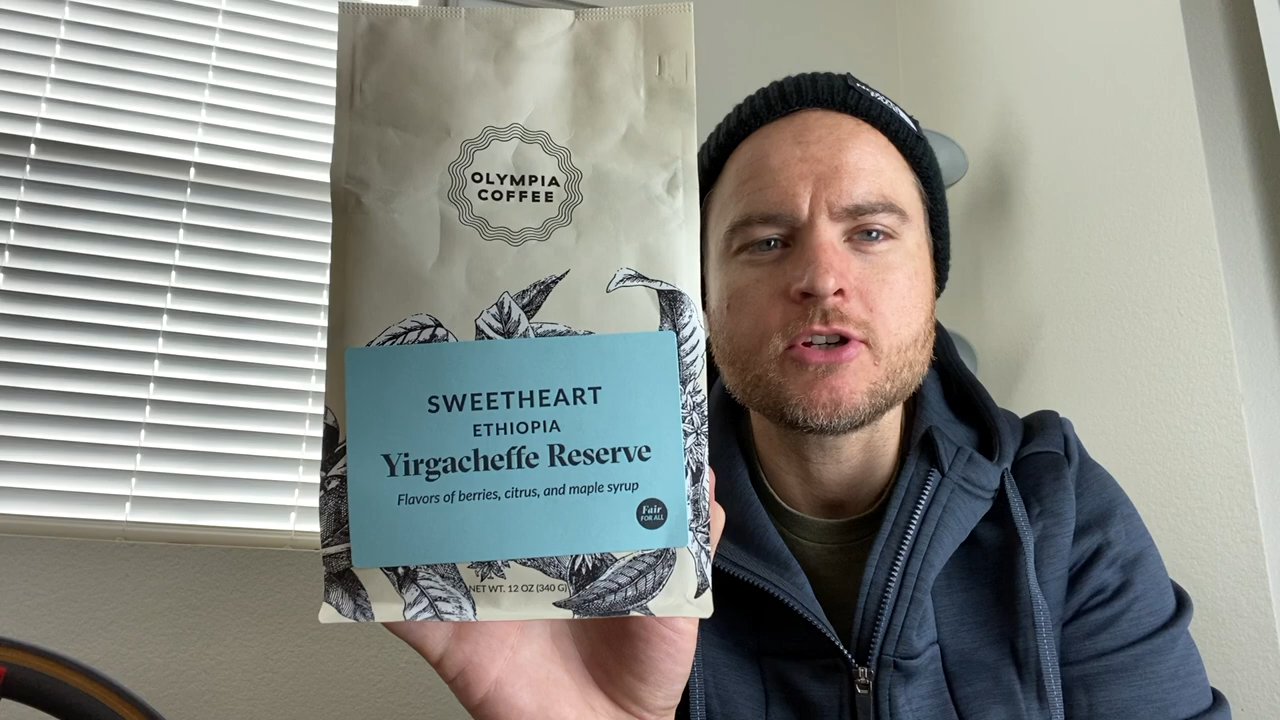 OLYMPIA
COFFEE
SWEETHEART
ETHIOPIA
Yirgacheffe Reserve
Flavors of berries, citrus, and maple syrup
Fair
FOR ALL
NET WT. 12 OZ (340 G)